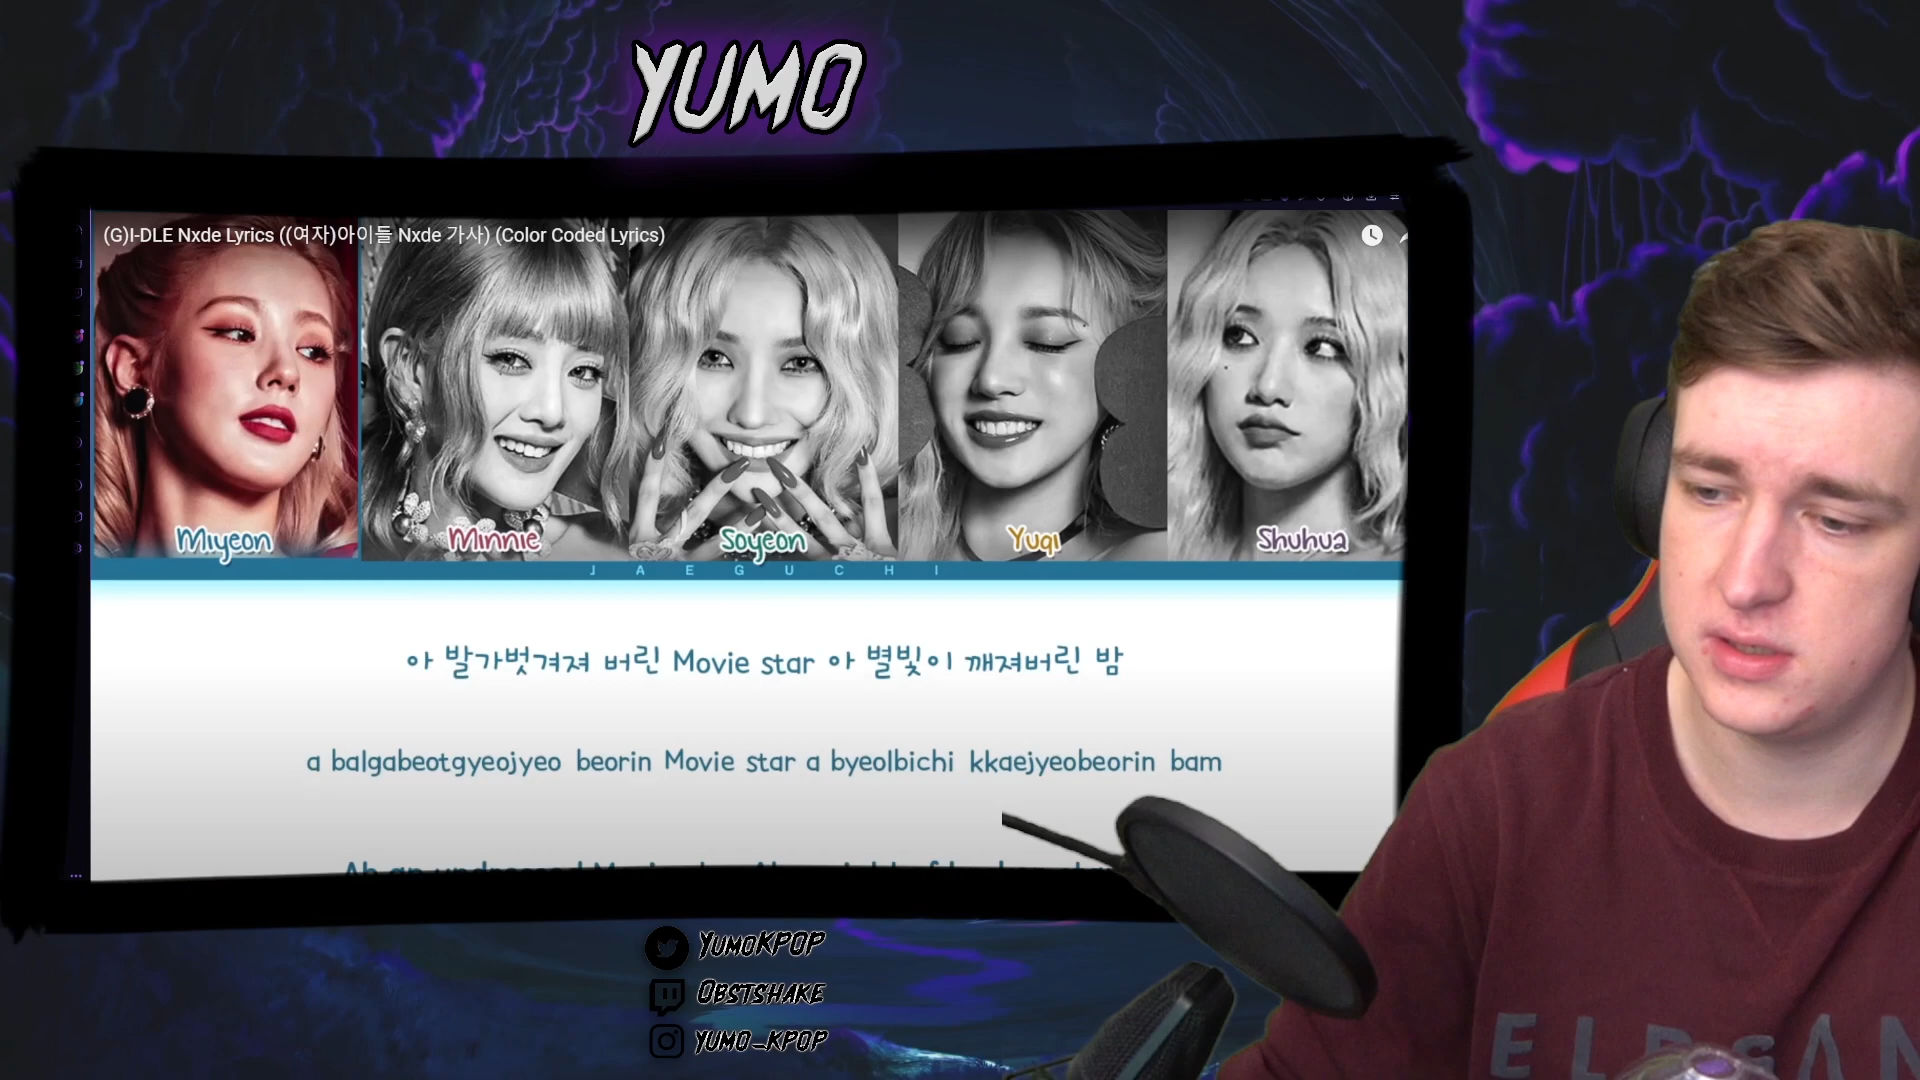 YUMO
(G)I-DLE Nxde Lyrics ((여자)아이들 Nxde 가사) (Color Coded Lyrics)
Miyeon Minnie Soyeon Yuqi Shuhua
JAEGUCHI
아 발가벗겨져 버린 Movie star 아 별빛이 깨져버린 밤
a balgabeotgyeojyeo beorin Movie star a byeolbichi kkaejyeobeorin bam
YUMOKPOP
OBSTSHAKE
YUMO_KPOP